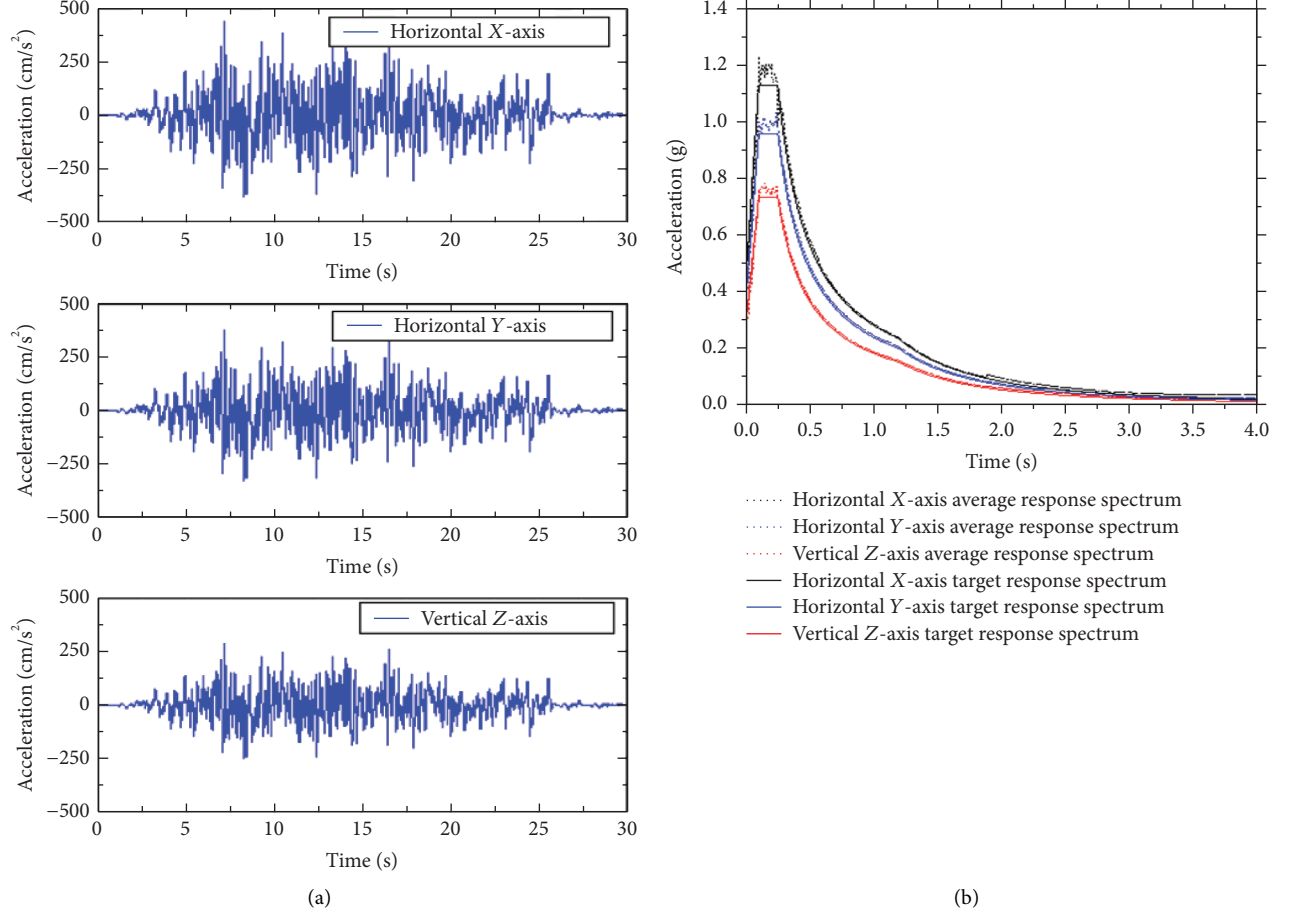 500
250
0
−250
−500
Acceleration (cm/s²)
Horizontal X-axis
0 5 10 15 20 25 30
Time (s)
500
250
0
−250
−500
Acceleration (cm/s²)
Horizontal Y-axis
0 5 10 15 20 25 30
Time (s)
500
250
0
−250
−500
Acceleration (cm/s²)
Vertical Z-axis
0 5 10 15 20 25 30
Time (s)
(a)
1.4
1.2
1.0
0.8
0.6
0.4
0.2
0.0
Acceleration (g)
0.0 0.5 1.0 1.5 2.0 2.5 3.0 3.5 4.0
Time (s)
Horizontal X-axis average response spectrum
Horizontal Y-axis average response spectrum
Vertical Z-axis average response spectrum
Horizontal X-axis target response spectrum
Horizontal Y-axis target response spectrum
Vertical Z-axis target response spectrum
(b)